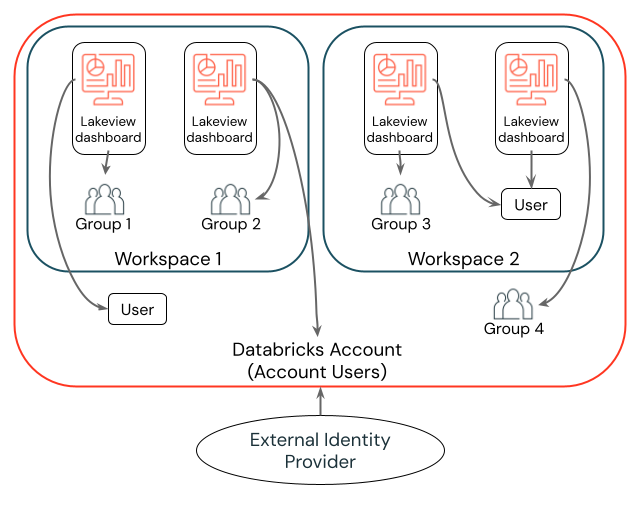 Lakeview
dashboard
Lakeview
dashboard
Lakeview
dashboard
Lakeview
dashboard
Group 1
Group 2
Group 3
User
Workspace 1
Workspace 2
User
Group 4
Databricks Account
(Account Users)
External Identity
Provider